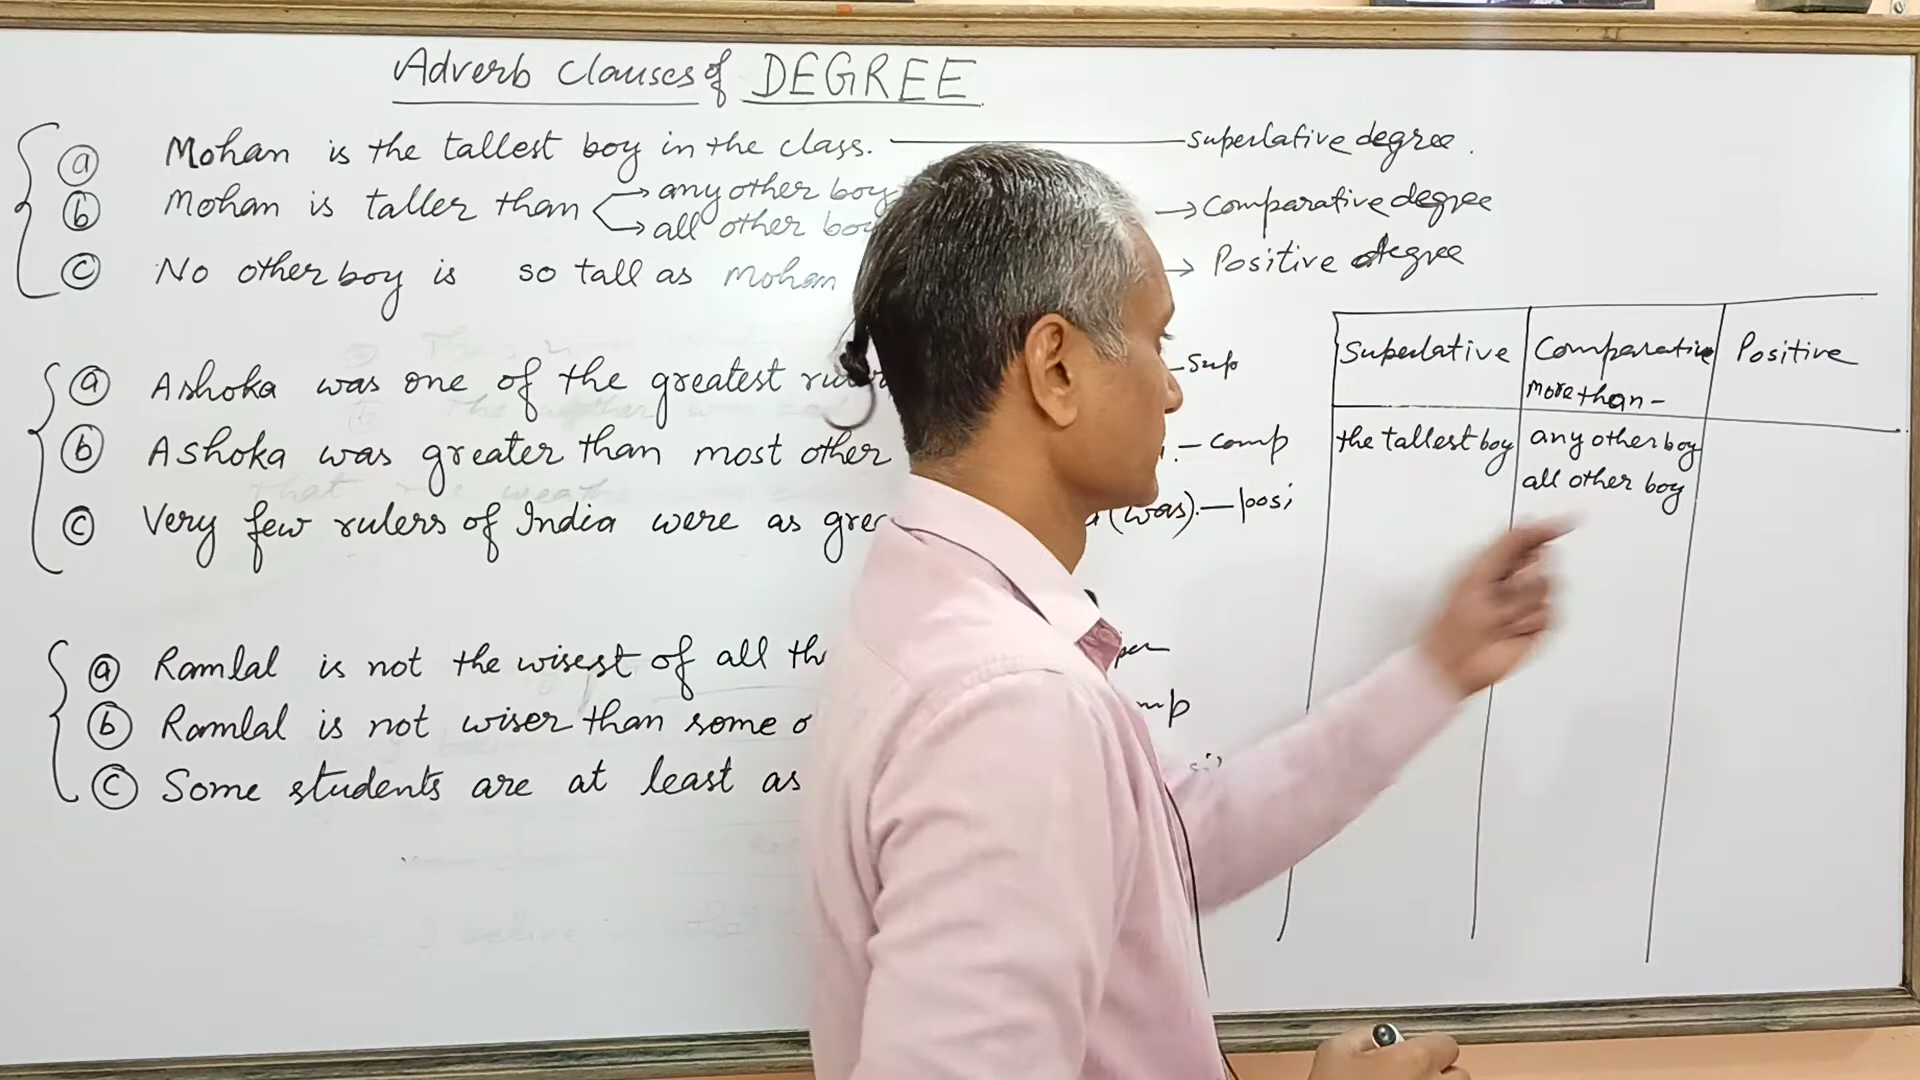 Adverb Clauses of DEGREE
(a) Mohan is the tallest boy in the class. — superlative degree.
(b) Mohan is taller than → any other boy → Comparative degree
→ all other boy
(c) No other boy is so tall as Mohan → Positive degree
(a) Ashoka was one of the greatest — Sup
(b) Ashoka was greater than most other — comp
(c) Very few rulers of India were as (was). — posi
(a) Ramlal is not the wisest of all
(b) Ramlal is not wiser than some
(c) Some students are at least as
Superlative Comparative Positive
more than -
the tallest boy any other boy
all other boy